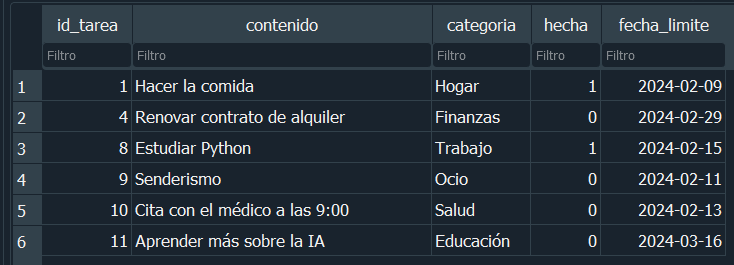 id_tarea contenido categoria hecha fecha_limite
Filtro Filtro Filtro Filtro Filtro
1 1 Hacer la comida Hogar 1 2024-02-09
2 4 Renovar contrato de alquiler Finanzas 0 2024-02-29
3 8 Estudiar Python Trabajo 1 2024-02-15
4 9 Senderismo Ocio 0 2024-02-11
5 10 Cita con el médico a las 9:00 Salud 0 2024-02-13
6 11 Aprender más sobre la IA Educación 0 2024-03-16